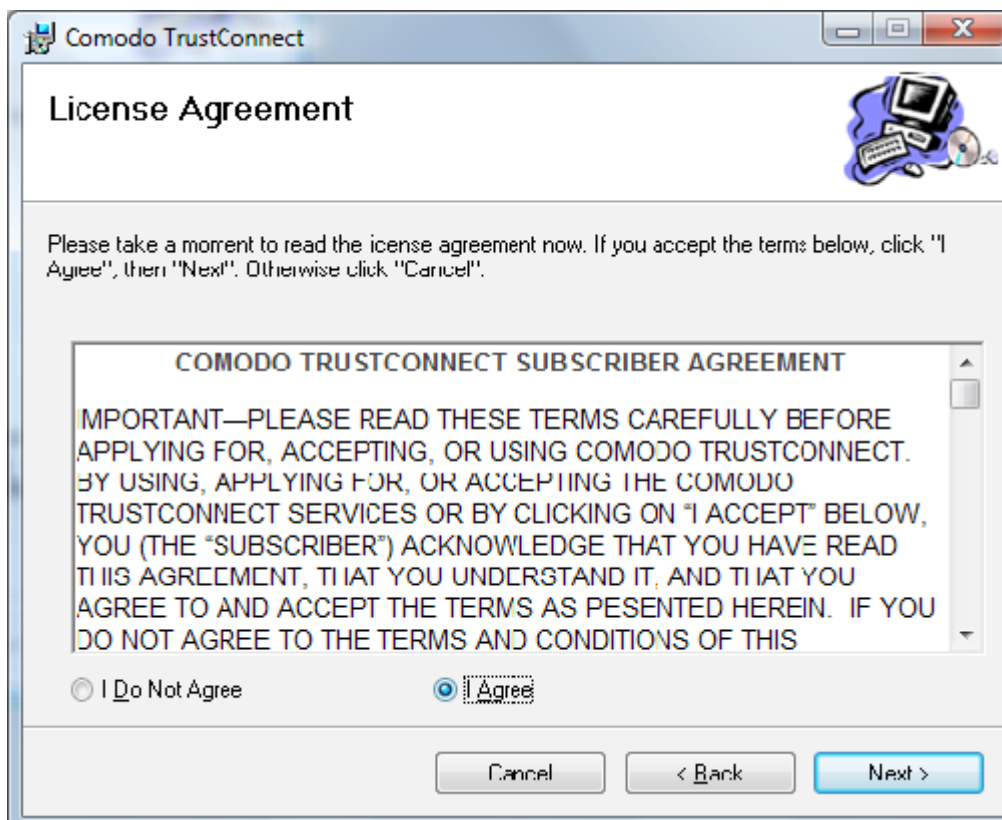 Comodo TrustConnect
License Agreement
Please take a moment to read the license agreement now. If you accept the terms below, click "I
Agree", then "Next". Otherwise click "Cancel".
COMODO TRUSTCONNECT SUBSCRIBER AGREEMENT
IMPORTANT—PLEASE READ THESE TERMS CAREFULLY BEFORE
APPLYING FOR, ACCEPTING, OR USING COMODO TRUSTCONNECT.
BY USING, APPLYING FOR, OR ACCEPTING THE COMODO
TRUSTCONNECT SERVICES OR BY CLICKING ON “I ACCEPT” BELOW,
YOU (THE “SUBSCRIBER”) ACKNOWLEDGE THAT YOU HAVE READ
THIS AGREEMENT, THAT YOU UNDERSTAND IT, AND THAT YOU
AGREE TO AND ACCEPT THE TERMS AS PESENTED HEREIN. IF YOU
DO NOT AGREE TO THE TERMS AND CONDITIONS OF THIS
I Do Not Agree
I Agree
Cancel
< Back
Next >